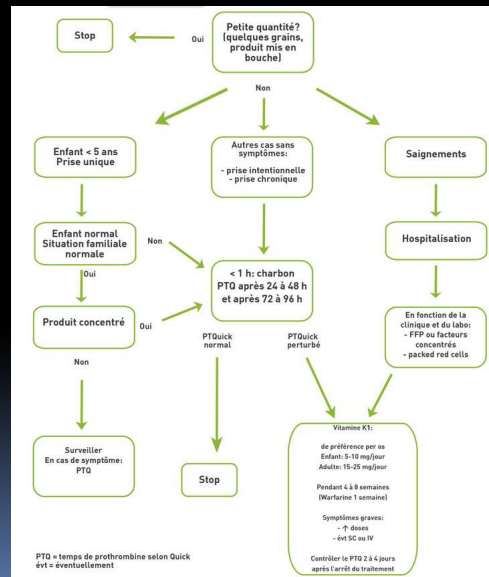 Petite quantité?
(quelques grains,
produit mis en
bouche)
Oui
Stop
Non
Enfant < 5 ans
Prise unique
Autres cas sans
symptômes:
- prise intentionnelle
- prise chronique
Saignements
Enfant normal
Situation familiale
normale
Non
Oui
Hospitalisation
< 1 h: charbon
PTQ après 24 à 48 h
et après 72 à 96 h
Produit concentré
Oui
Non
En fonction de la
clinique et du labo:
- FFP ou facteurs
concentrés
- packed red cells
PTQuick
normal
PTQuick
perturbé
Surveiller
En cas de symptôme:
PTQ
Stop
Vitamine K1:
de préférence per os
Enfant: 5-10 mg/jour
Adulte: 15-25 mg/jour
Pendant 4 à 8 semaines
(Warfarine 1 semaine)
Symptômes graves:
- ↑ doses
- évt SC ou IV
Contrôler le PTQ 2 à 4 jours
après l'arrêt du traitement
PTQ = temps de prothrombine selon Quick
évt = éventuellement